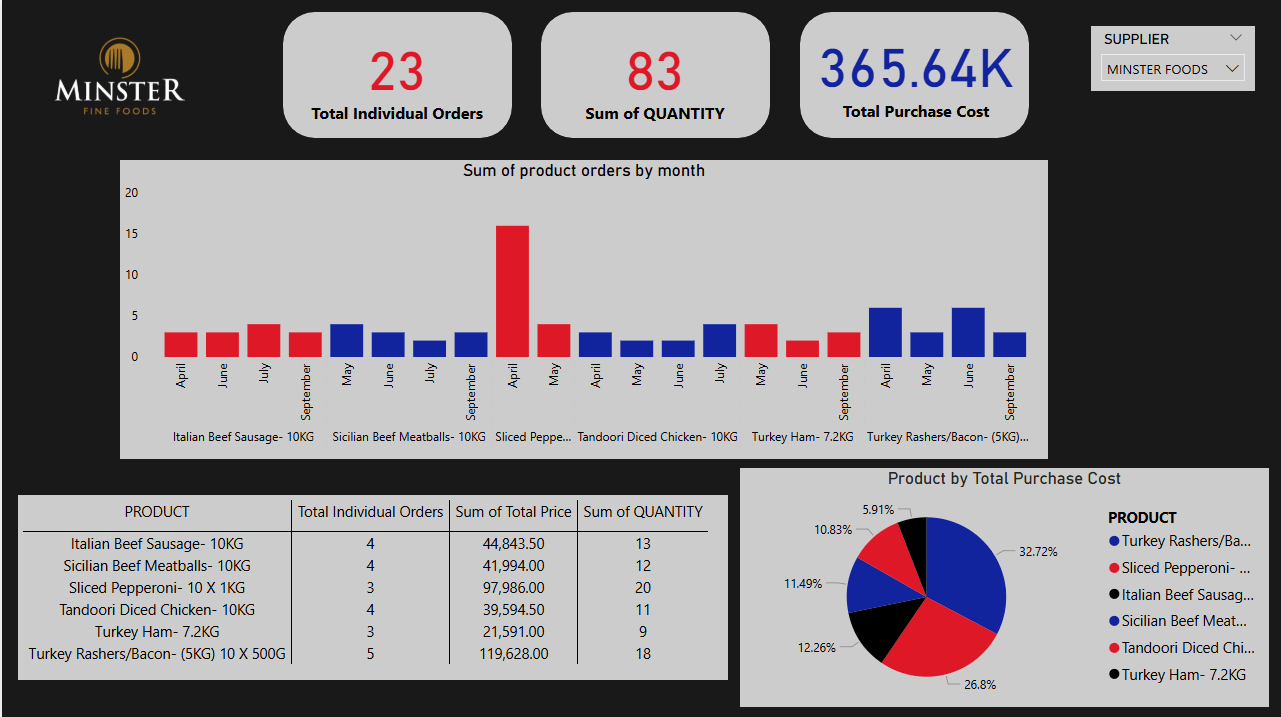 MINSTER
FINE FOODS
23
Total Individual Orders
83
Sum of QUANTITY
365.64K
Total Purchase Cost
SUPPLIER
MINSTER FOODS
Sum of product orders by month
20
15
10
5
0
April
June
July
September
May
June
July
September
April
May
April
May
June
July
May
June
September
April
May
June
September
Italian Beef Sausage- 10KG
Sicilian Beef Meatballs- 10KG
Sliced Peppe...
Tandoori Diced Chicken- 10KG
Turkey Ham- 7.2KG
Turkey Rashers/Bacon- (5KG)...
PRODUCT Total Individual Orders Sum of Total Price Sum of QUANTITY
Italian Beef Sausage- 10KG 4 44,843.50 13
Sicilian Beef Meatballs- 10KG 4 41,994.00 12
Sliced Pepperoni- 10 X 1KG 3 97,986.00 20
Tandoori Diced Chicken- 10KG 4 39,594.50 11
Turkey Ham- 7.2KG 3 21,591.00 9
Turkey Rashers/Bacon- (5KG) 10 X 500G 5 119,628.00 18
Product by Total Purchase Cost
5.91%
10.83%
11.49%
12.26%
26.8%
32.72%
PRODUCT
Turkey Rashers/Ba...
Sliced Pepperoni- ...
Italian Beef Sausag...
Sicilian Beef Meat...
Tandoori Diced Chi...
Turkey Ham- 7.2KG